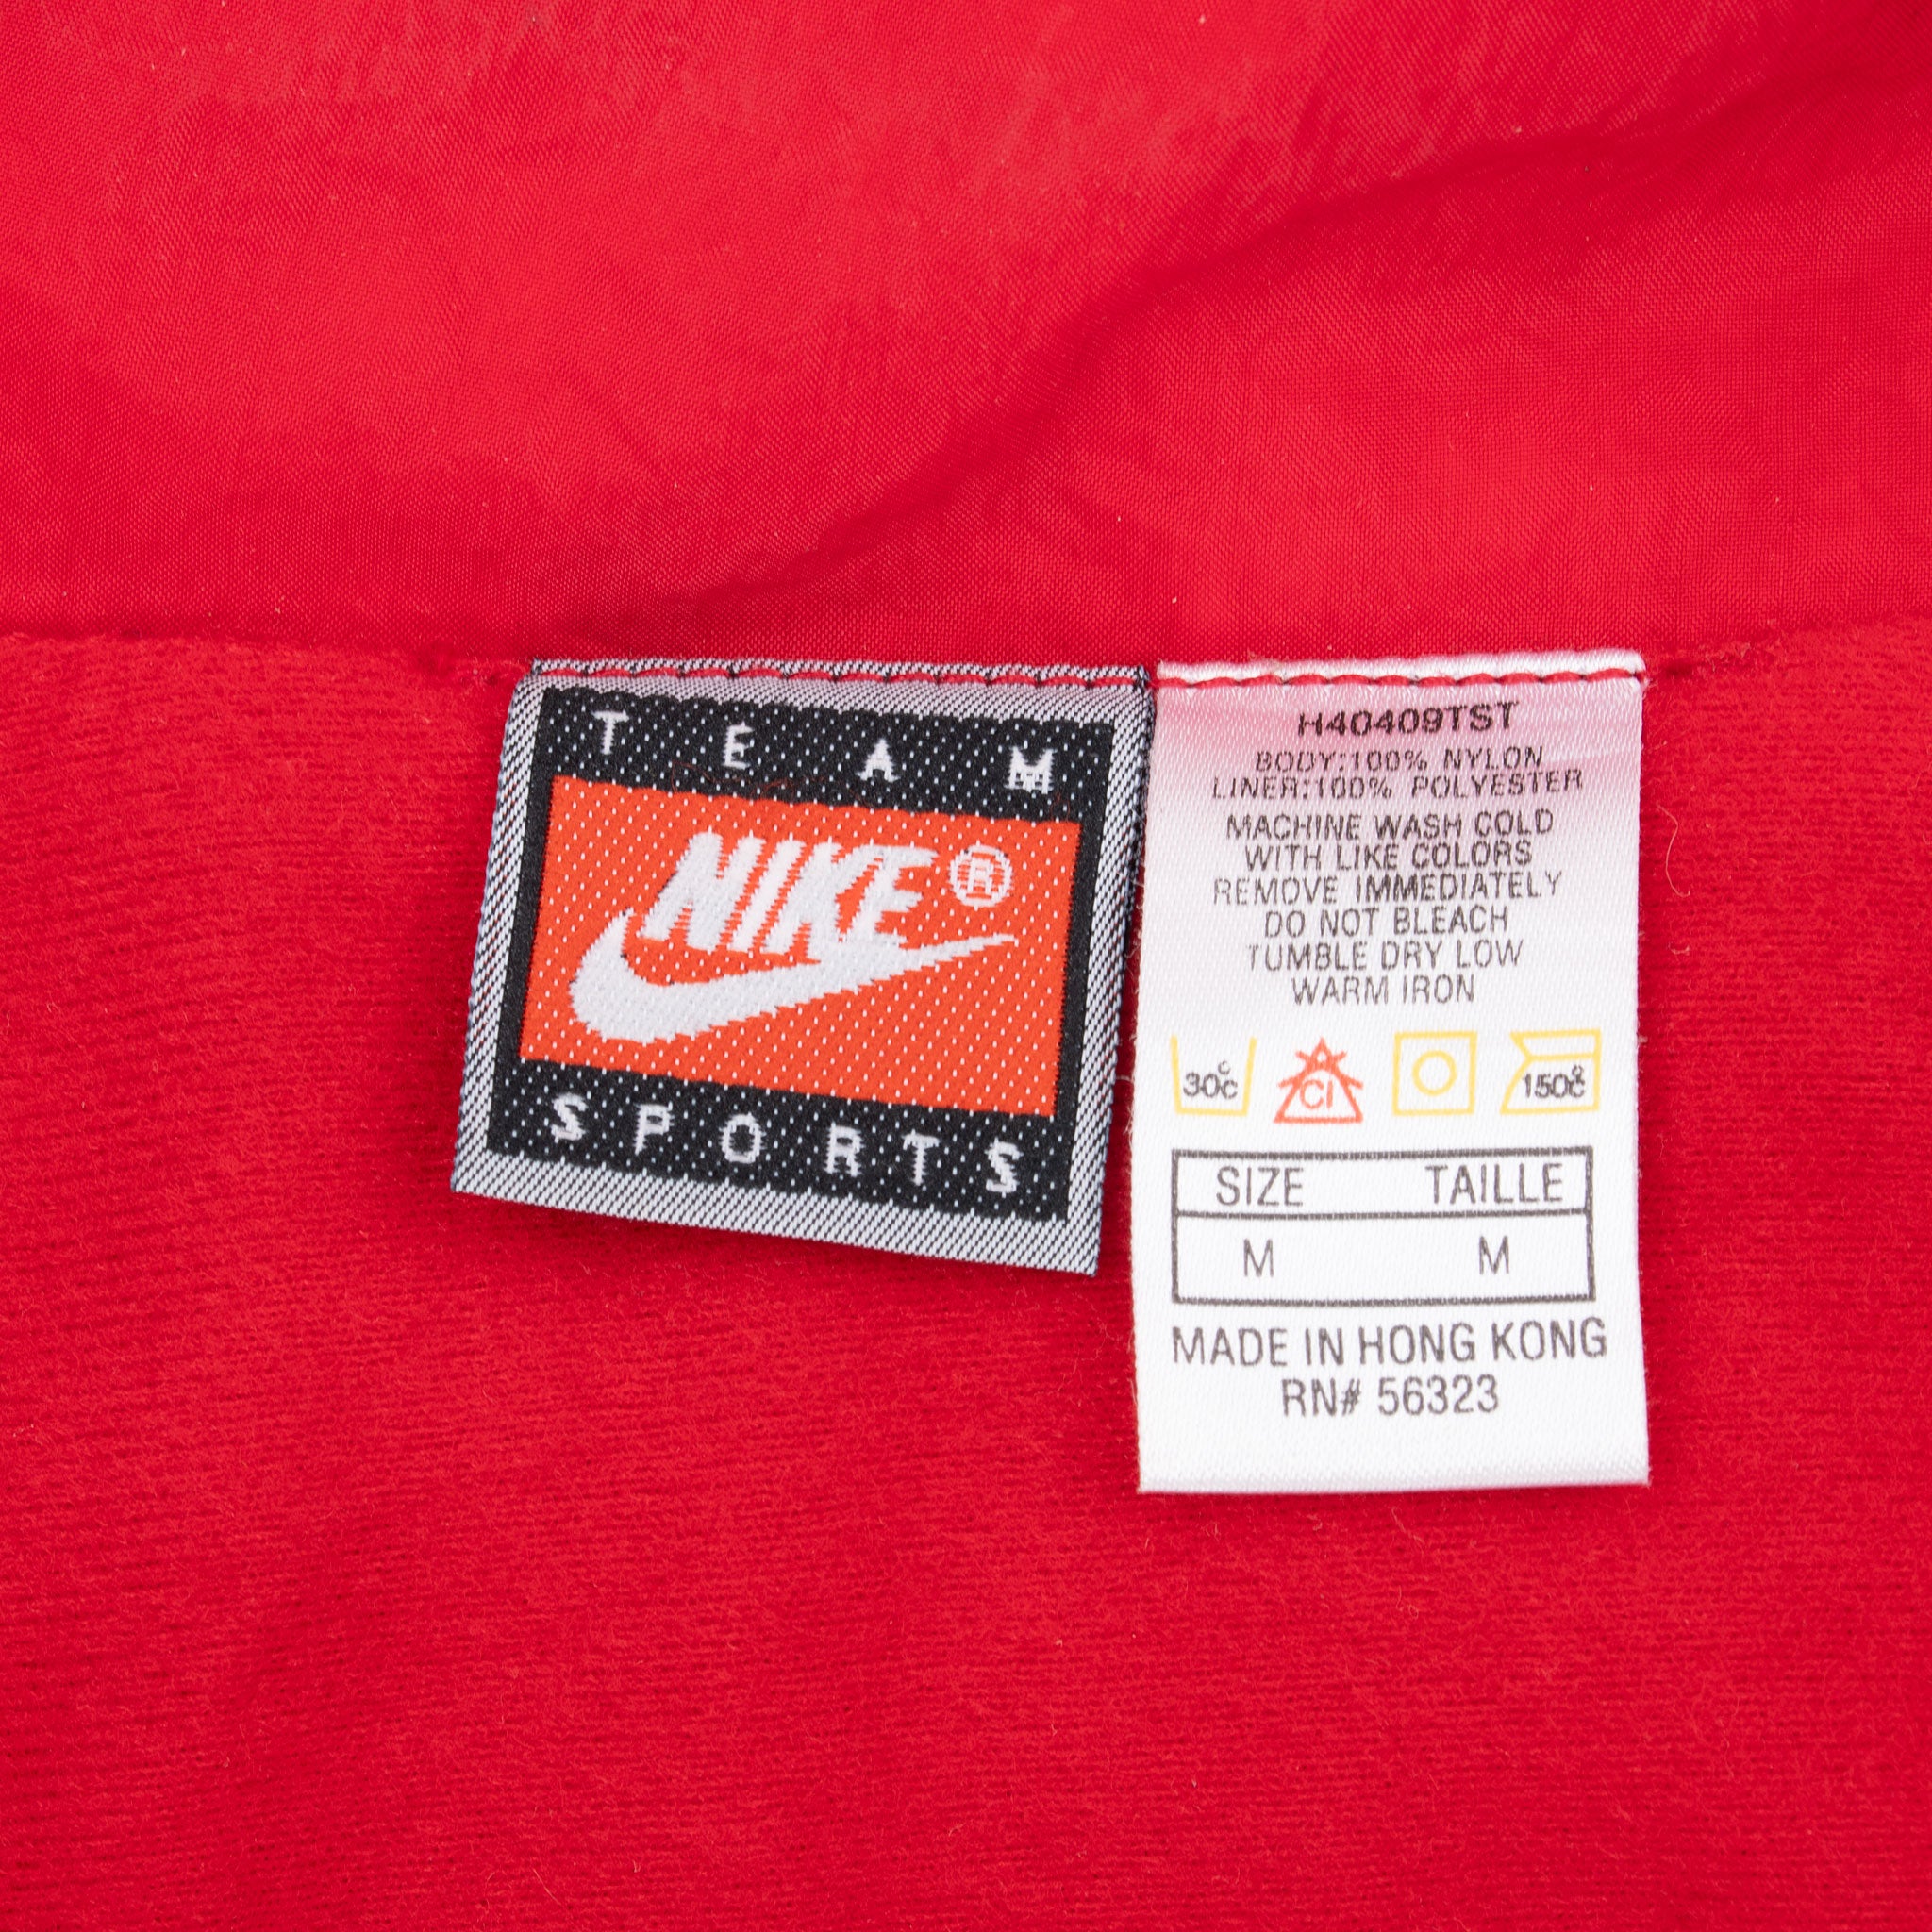 TEAM
NIKE®
SPORTS
H40409TST
BODY:100% NYLON
LINER:100% POLYESTER
MACHINE WASH COLD
WITH LIKE COLORS
REMOVE IMMEDIATELY
DO NOT BLEACH
TUMBLE DRY LOW
WARM IRON
30°C Cl 150°C
SIZE TAILLE
M M
MADE IN HONG KONG
RN# 56323